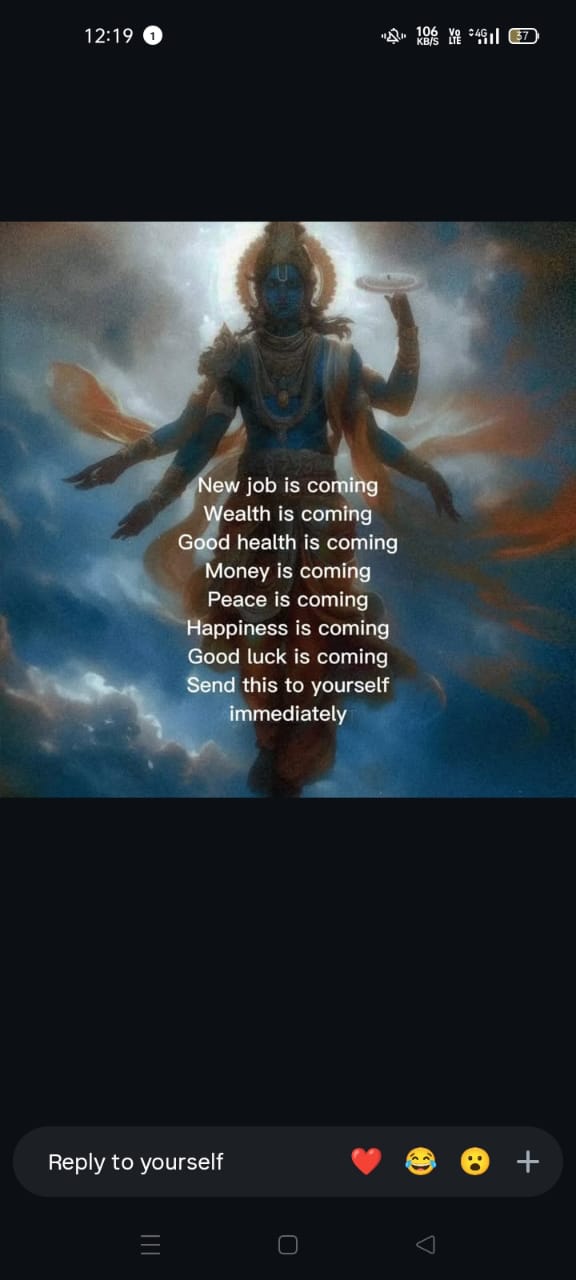 12:19 1 106 KB/S Vo LTE 4G 37
New job is coming
Wealth is coming
Good health is coming
Money is coming
Peace is coming
Happiness is coming
Good luck is coming
Send this to yourself
immediately
Reply to yourself